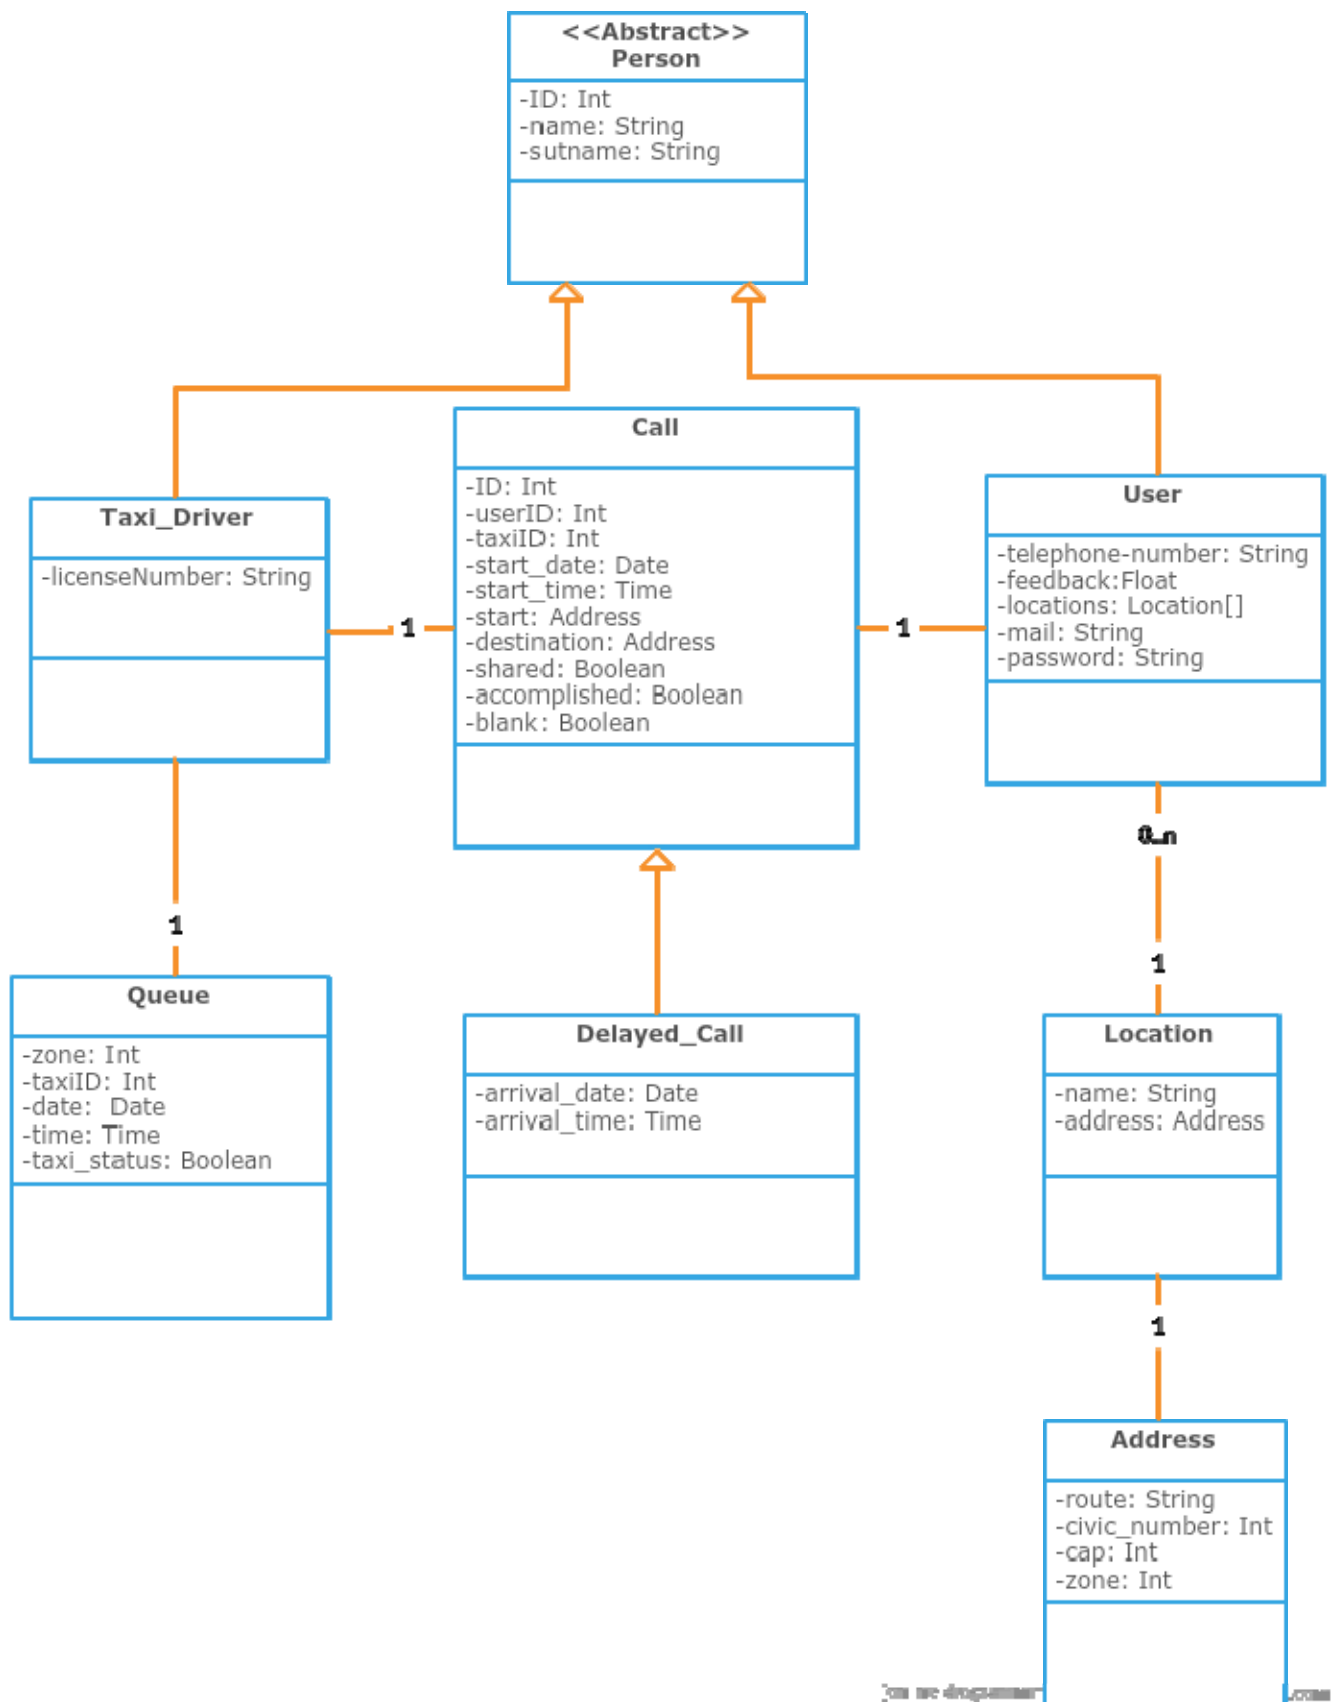 <<Abstract>>
Person
-ID: Int
-name: String
-sutname: String
Call
-ID: Int
-userID: Int
-taxiID: Int
-start_date: Date
-start_time: Time
-start: Address
-destination: Address
-shared: Boolean
-accomplished: Boolean
-blank: Boolean
Taxi_Driver
-licenseNumber: String
User
-telephone-number: String
-feedback:Float
-locations: Location[]
-mail: String
-password: String
1
1
0..n
1
1
Queue
-zone: Int
-taxiID: Int
-date: Date
-time: Time
-taxi_status: Boolean
Delayed_Call
-arrival_date: Date
-arrival_time: Time
Location
-name: String
-address: Address
1
Address
-route: String
-civic_number: Int
-cap: Int
-zone: Int